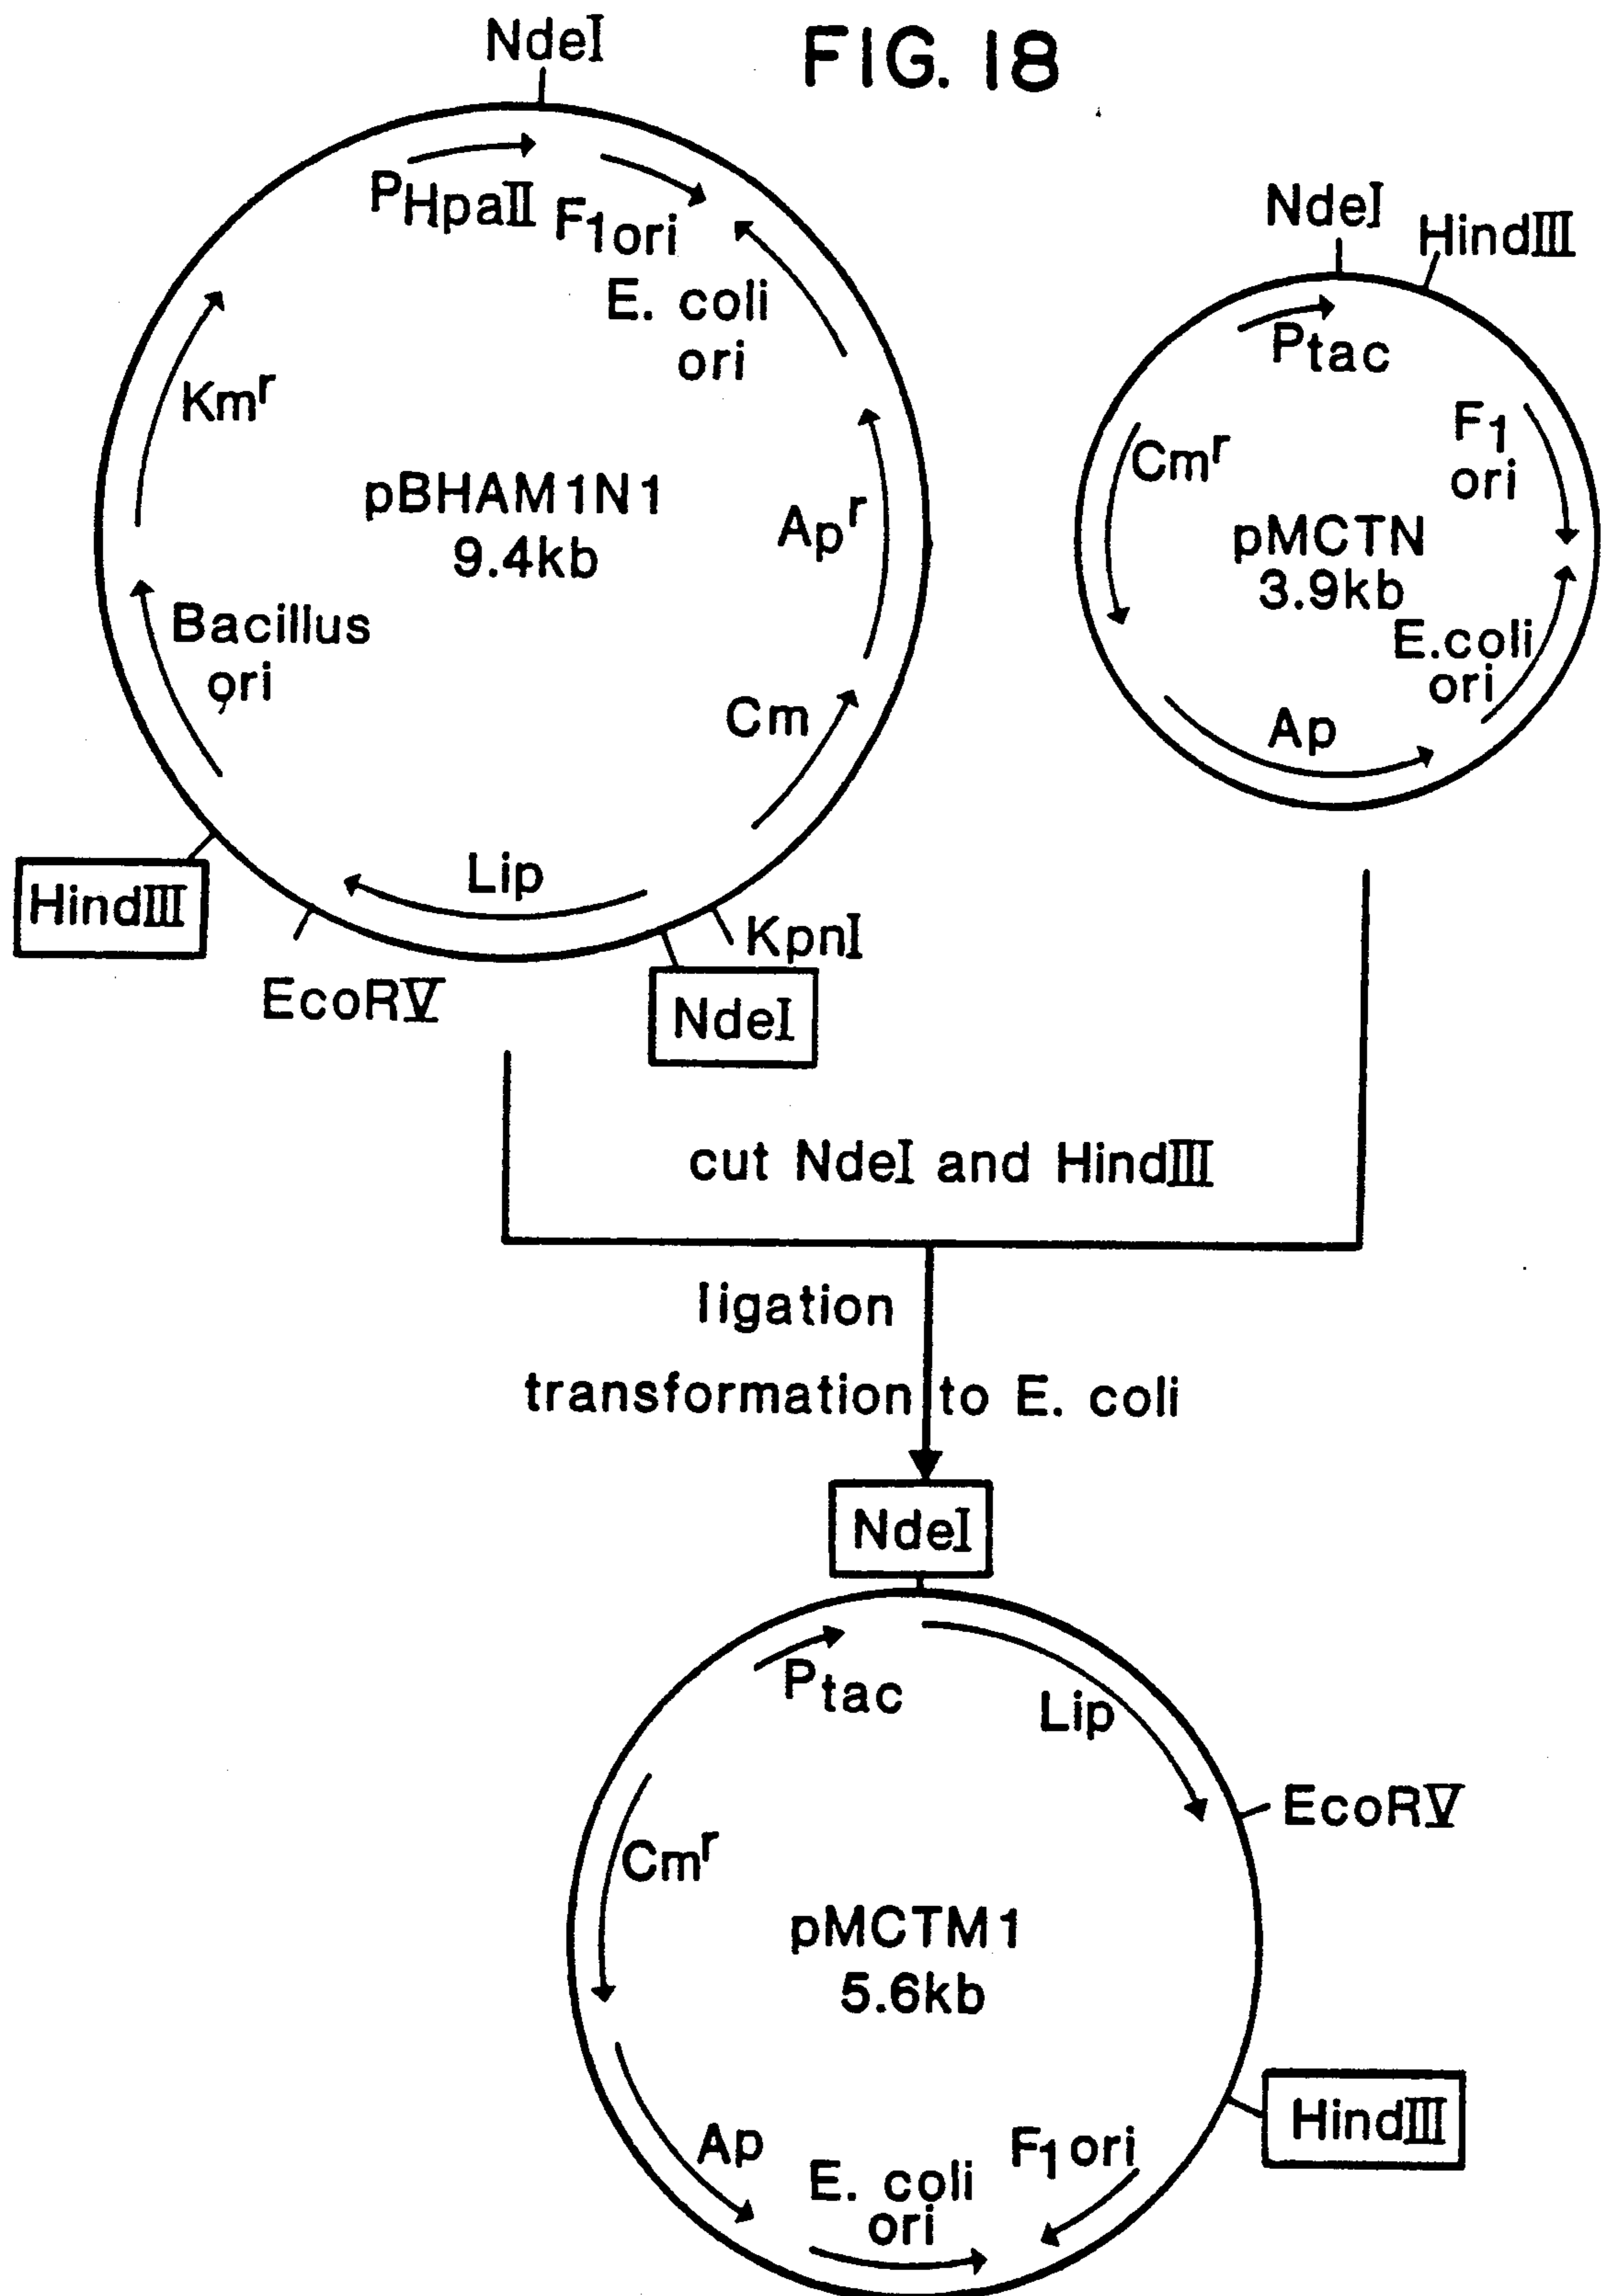 FIG. 18
NdeI
PHpaII
F1ori
E. coli
ori
Kmr
pBHAM1N1
9.4kb
Apr
Bacillus
ori
Cm
Lip
HindIII
EcoRV
KpnI
NdeI
NdeI
HindIII
Ptac
Cmr
F1
ori
pMCTN
3.9kb
E.coli
ori
Ap
cut NdeI and HindIII
ligation
transformation to E. coli
NdeI
Ptac
Lip
EcoRV
Cmr
pMCTM1
5.6kb
HindIII
Ap
E. coli
ori
F1 ori